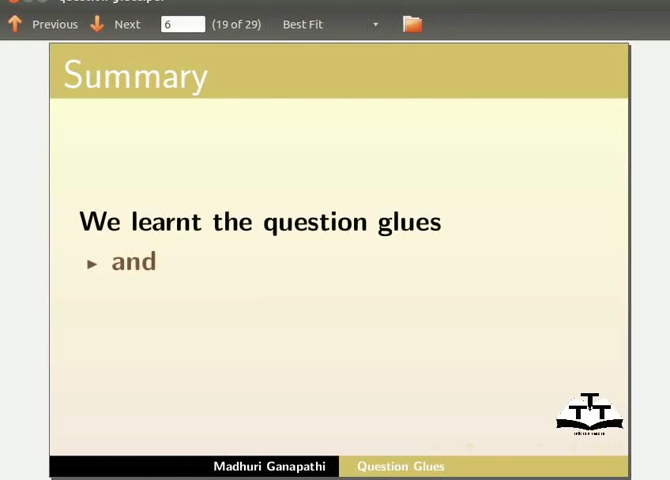 Previous Next 6 (19 of 29) Best Fit
Summary
We learnt the question glues
and
T
T T
Madhuri Ganapathi Question Glues